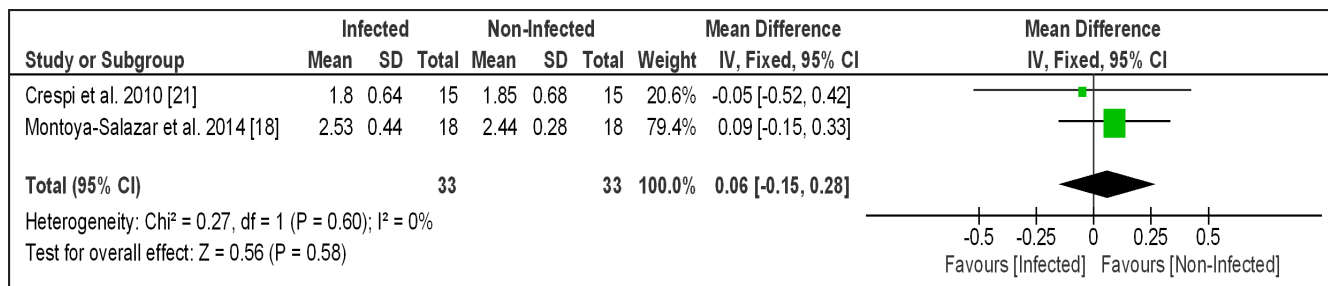 Infected Non-Infected Mean Difference Mean Difference
Study or Subgroup Mean SD Total Mean SD Total Weight IV, Fixed, 95% CI IV, Fixed, 95% CI
Crespi et al. 2010 [21] 1.8 0.64 15 1.85 0.68 15 20.6% -0.05 [-0.52, 0.42]
Montoya-Salazar et al. 2014 [18] 2.53 0.44 18 2.44 0.28 18 79.4% 0.09 [-0.15, 0.33]
Total (95% CI) 33 33 100.0% 0.06 [-0.15, 0.28]
Heterogeneity: Chi² = 0.27, df = 1 (P = 0.60); I² = 0%
Test for overall effect: Z = 0.56 (P = 0.58)
-0.5 -0.25 0 0.25 0.5
Favours [Infected] Favours [Non-Infected]